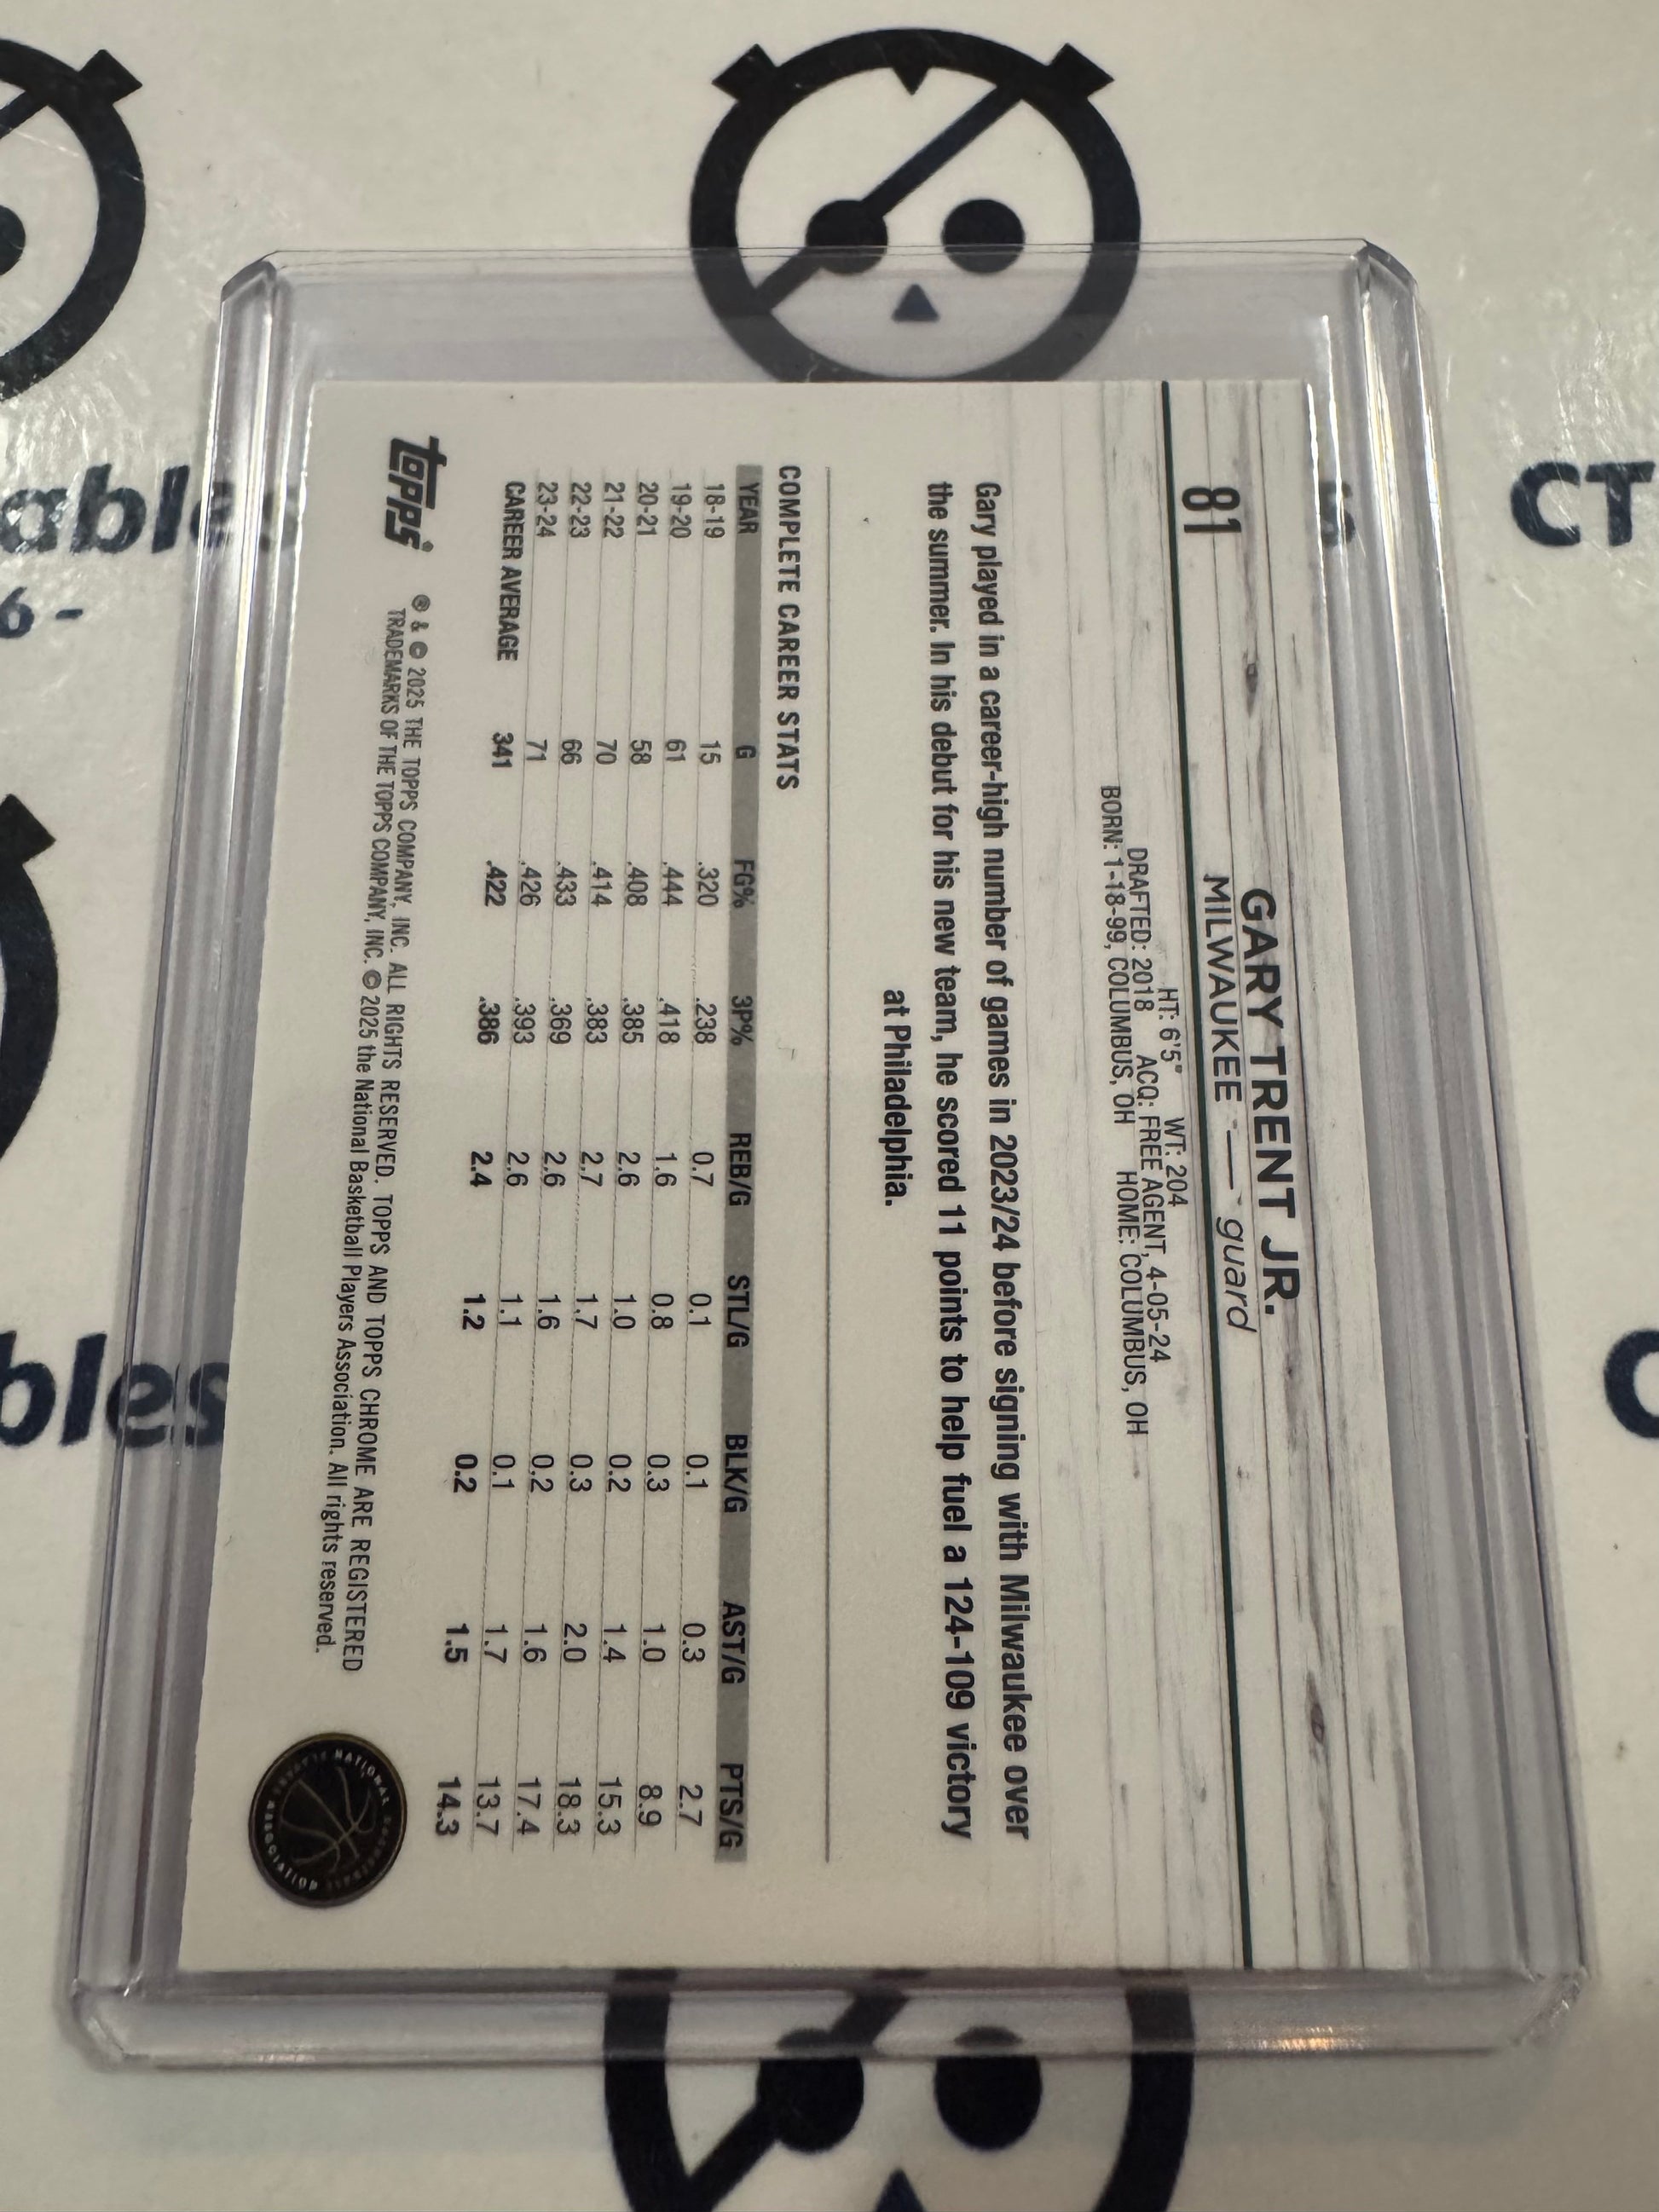 81
GARY TRENT JR.
MILWAUKEE — guard
HT: 6'5" WT: 204
DRAFTED: 2018 ACQ: FREE AGENT, 4-05-24
BORN: 1-18-99, COLUMBUS, OH HOME: COLUMBUS, OH
Gary played in a career-high number of games in 2023/24 before signing with Milwaukee over
the summer. In his debut for his new team, he scored 11 points to help fuel a 124-109 victory
at Philadelphia.
COMPLETE CAREER STATS
YEAR G FG% 3P% REB/G STL/G BLK/G AST/G PTS/G
18-19 15 .320 .238 0.7 0.1 0.1 0.3 2.7
19-20 61 .444 .418 1.6 0.8 0.3 1.0 8.9
20-21 58 .408 .385 2.6 1.0 0.2 1.4 15.3
21-22 70 .414 .383 2.7 1.7 0.3 2.0 18.3
22-23 66 .433 .369 2.6 1.6 0.2 1.6 17.4
23-24 71 .426 .393 2.6 1.1 0.1 1.7 13.7
CAREER AVERAGE 341 .422 .386 2.4 1.2 0.2 1.5 14.3
topps
® & © 2025 THE TOPPS COMPANY, INC. ALL RIGHTS RESERVED. TOPPS AND TOPPS CHROME ARE REGISTERED
TRADEMARKS OF THE TOPPS COMPANY, INC. © 2025 the National Basketball Players Association. All rights reserved.
CT
ables
6-
bles